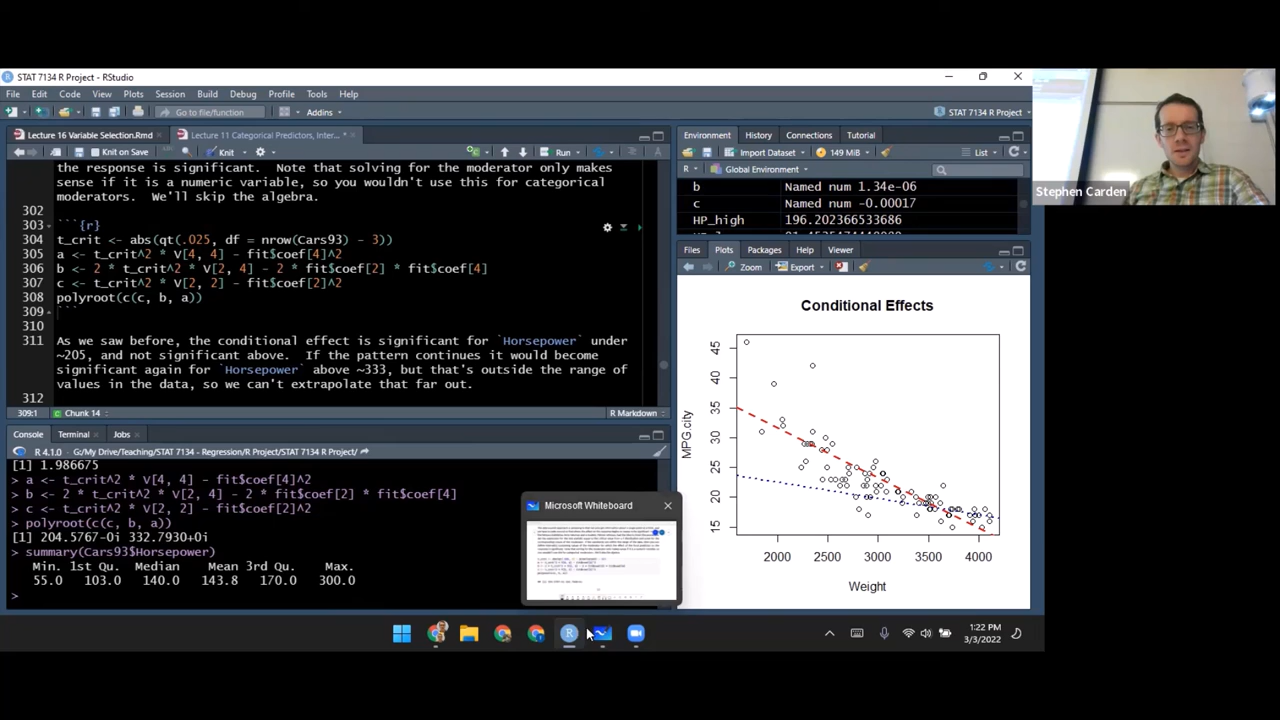 STAT 7134 R Project - RStudio
File Edit Code View Plots Session Build Debug Profile Tools Help
Go to file/function Addins STAT 7134 R Project
Lecture 16 Variable Selection.Rmd Lecture 11 Categorical Predictors, Inter...*
Knit on Save Knit Run
the response is significant. Note that solving for the moderator only makes
sense if it is a numeric variable, so you wouldn't use this for categorical
moderators. We'll skip the algebra.
302
303 ```{r}
304 t_crit <- abs(qt(.025, df = nrow(Cars93) - 3))
305 a <- t_crit^2 * V[4, 4] - fit$coef[4]^2
306 b <- 2 * t_crit^2 * V[2, 4] - 2 * fit$coef[2] * fit$coef[4]
307 c <- t_crit^2 * V[2, 2] - fit$coef[2]^2
308 polyroot(c(c, b, a))
309 ```
310
311 As we saw before, the conditional effect is significant for `Horsepower` under
~205, and not significant above. If the pattern continues it would become
significant again for `Horsepower` above ~333, but that's outside the range of
values in the data, so we can't extrapolate that far out.
312
309:1 Chunk 14 R Markdown
Console Terminal Jobs
R 4.1.0 · G:/My Drive/Teaching/STAT 7134 - Regression/R Project/STAT 7134 R Project/
[1] 1.986675
> a <- t_crit^2 * V[4, 4] - fit$coef[4]^2
> b <- 2 * t_crit^2 * V[2, 4] - 2 * fit$coef[2] * fit$coef[4]
> c <- t_crit^2 * V[2, 2] - fit$coef[2]^2
> polyroot(c(c, b, a))
[1] 204.5767-0i 332.7930+0i
> summary(Cars93$Horsepower)
Min. 1st Qu. Median Mean 3rd Qu. Max.
55.0 103.0 140.0 143.8 170.0 300.0
>
Microsoft Whiteboard
Environment History Connections Tutorial
Import Dataset 149 MiB List
R Global Environment
b Named num 1.34e-06
c Named num -0.00017
HP_high 196.202366533686
Files Plots Packages Help Viewer
Zoom Export
Conditional Effects
MPG.city
45
40
35
30
25
20
15
2000 2500 3000 3500 4000
Weight
1:22 PM
3/3/2022
Stephen Carden